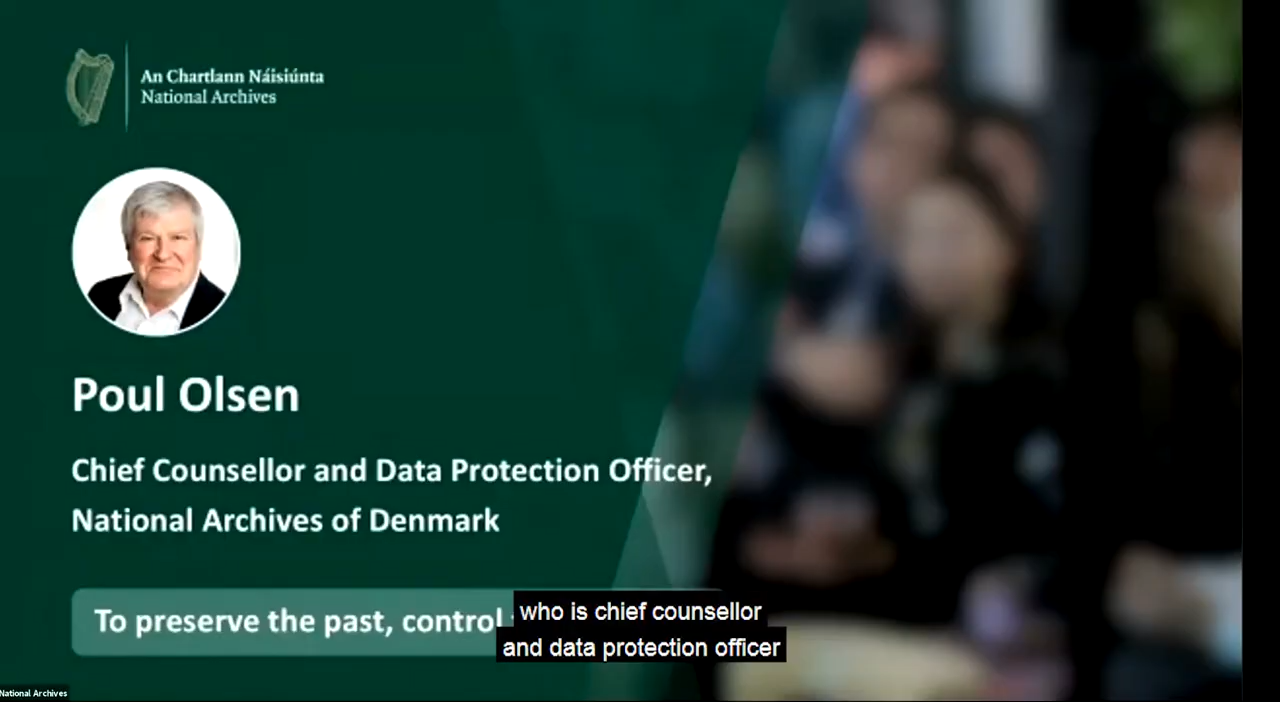 An Chartlann Náisiúnta
National Archives
Poul Olsen
Chief Counsellor and Data Protection Officer,
National Archives of Denmark
To preserve the past, control
who is chief counsellor
and data protection officer
National Archives